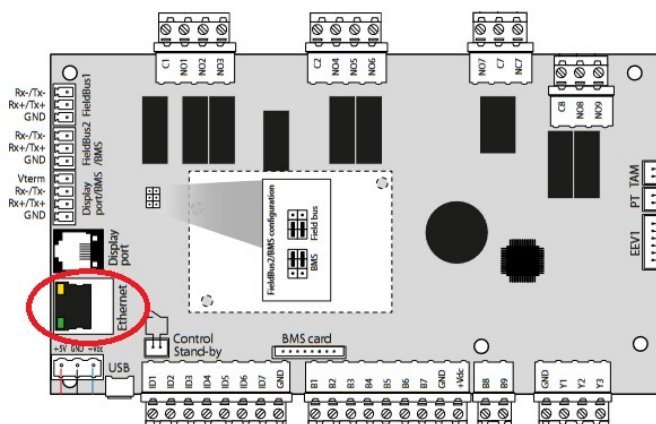 C1 NO1 NO2 NO3
C2 NO4 NO5 NO6
NO7 C7 NC7
C8 NO8 NO9
Rx-/Tx-
Rx+/Tx+
GND
FieldBus1
Rx-/Tx-
Rx+/Tx+
GND
FieldBus2
/BMS
Vterm
Rx-/Tx-
Rx+/Tx+
GND
Display
port/BMS
Display
port
Ethernet
FieldBus2/BMS configuration
Field bus
BMS
TAM
PT
EEV1
+5V GND +Vdc
USB
Control
Stand-by
BMS card
ID1 ID2 ID3 ID4 ID5 ID6 ID7 GND
B1 B2 B3 B4 B5 B6 B7 GND +Vdc
B8 B9
GND Y1 Y2 Y3